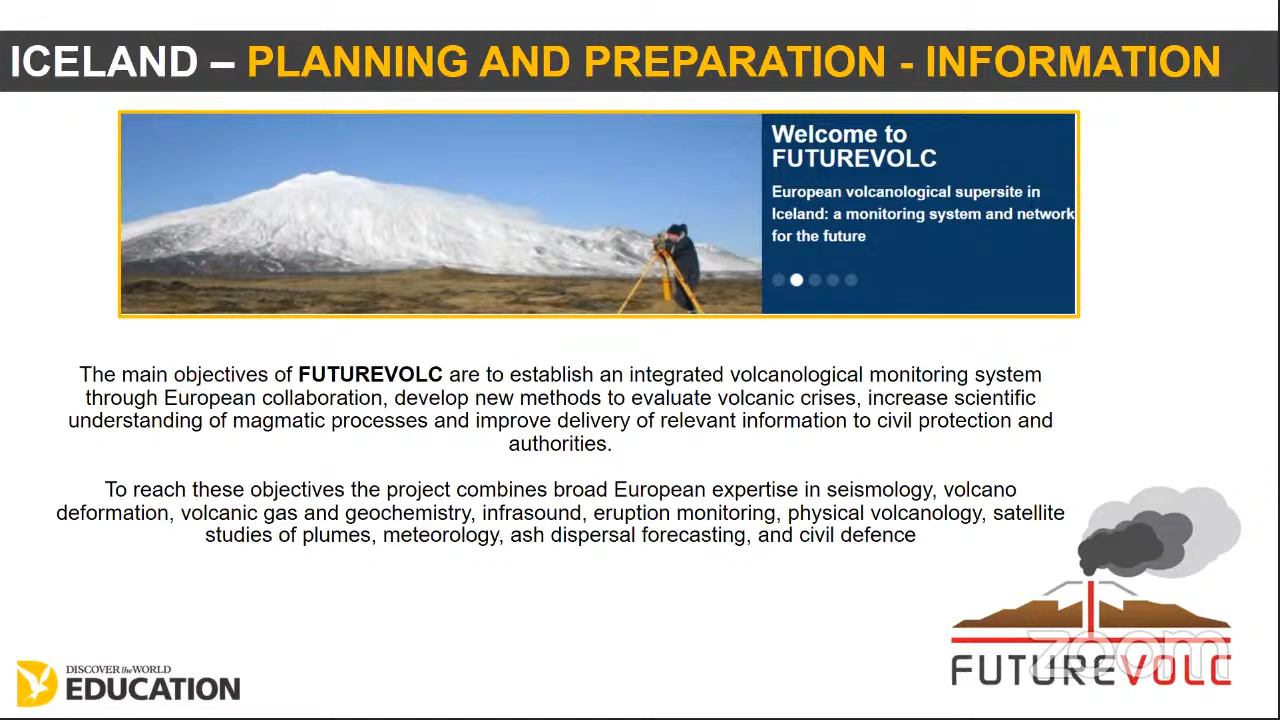 ICELAND – PLANNING AND PREPARATION - INFORMATION
Welcome to
FUTUREVOLC
European volcanological supersite in
Iceland: a monitoring system and network
for the future
The main objectives of FUTUREVOLC are to establish an integrated volcanological monitoring system
through European collaboration, develop new methods to evaluate volcanic crises, increase scientific
understanding of magmatic processes and improve delivery of relevant information to civil protection and
authorities.
To reach these objectives the project combines broad European expertise in seismology, volcano
deformation, volcanic gas and geochemistry, infrasound, eruption monitoring, physical volcanology, satellite
studies of plumes, meteorology, ash dispersal forecasting, and civil defence
zoom
FUTUREVOLC
DISCOVER the WORLD
EDUCATION